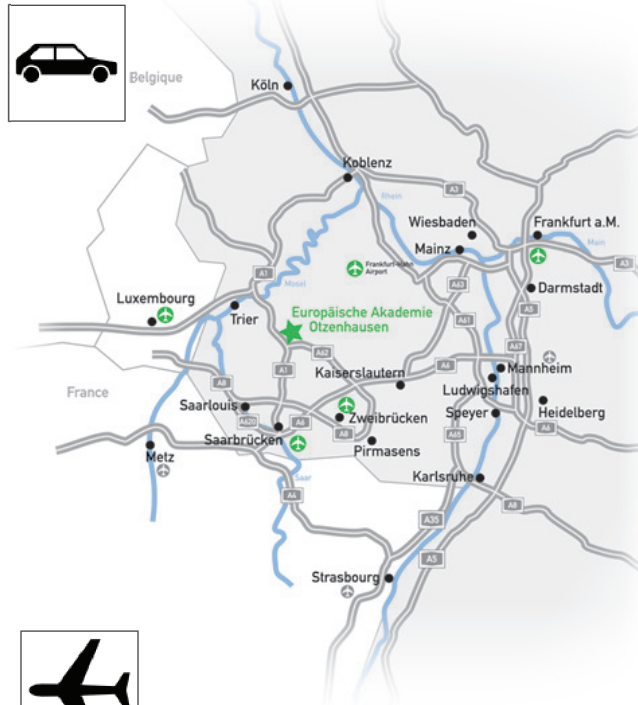 Belgique
Köln
Koblenz
A3
Rhein
Wiesbaden
Frankfurt a.M.
Mainz
Main
A3
Frankfurt-Hahn
Airport
A1
A63
Mosel
Darmstadt
Luxembourg
Trier
Europäische Akademie
Otzenhausen
A5
A61
A62
A67
A6
Mannheim
A1
Kaiserslautern
France
A8
Ludwigshafen
Saarlouis
Zweibrücken
Speyer
Heidelberg
A620
A6
A8
A65
A6
Saarbrücken
Metz
Pirmasens
Saar
Karlsruhe
A4
A8
A35
A5
Strasbourg